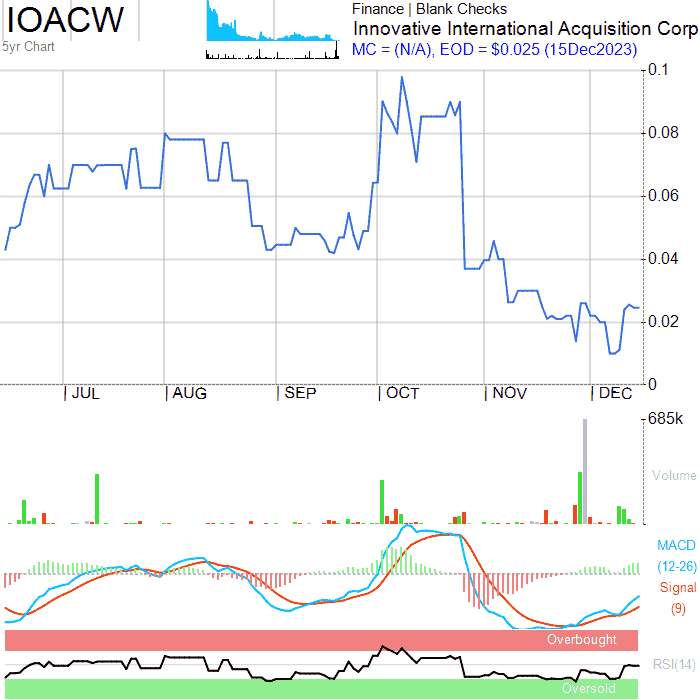 IOACW
5yr Chart
Finance | Blank Checks
Innovative International Acquisition Corp
MC = (N/A), EOD = $0.025 (15Dec2023)
0.1
0.08
0.06
0.04
0.02
0
JUL
AUG
SEP
OCT
NOV
DEC
685k
Volume
MACD
(12-26)
Signal
(9)
Overbought
RSI(14)
Oversold